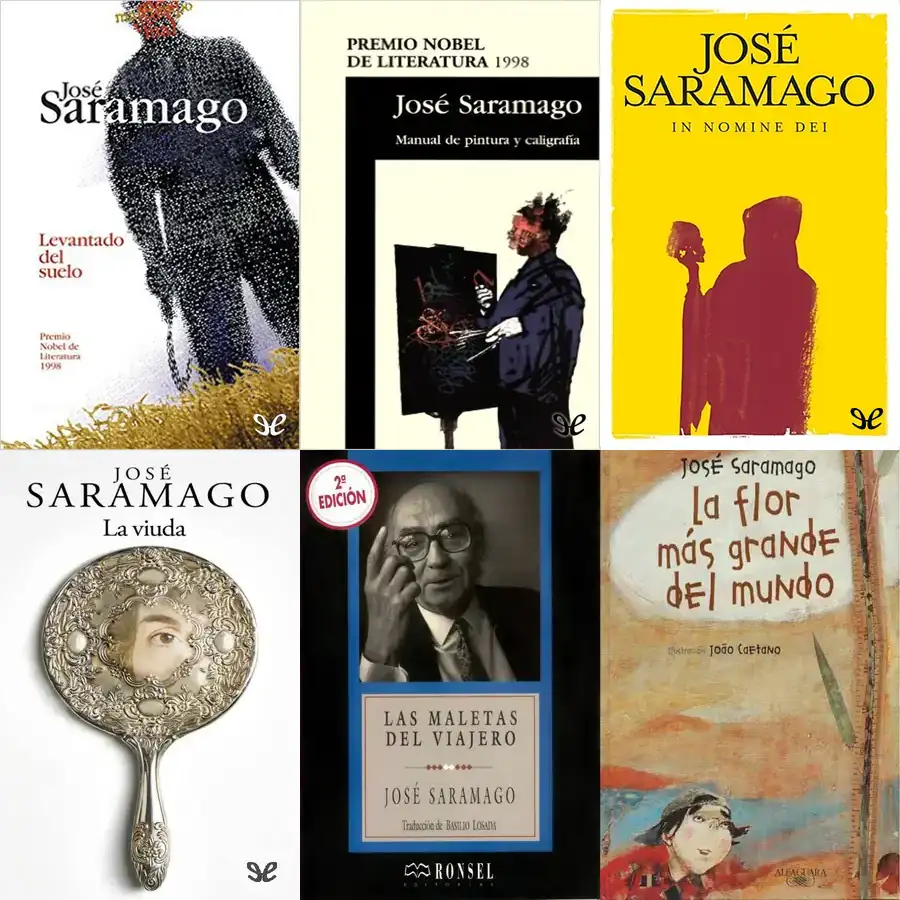 José
Saramago
Levantado
del
suelo
Premio
Nobel de
Literatura
1998
PREMIO NOBEL
DE LITERATURA 1998
José Saramago
Manual de pintura y caligrafía
JOSÉ
SARAMAGO
IN NOMINE DEI
JOSÉ
SARAMAGO
La viuda
2ª
EDICIÓN
LAS MALETAS
DEL VIAJERO
JOSÉ SARAMAGO
Traducción de BASILIO LOSADA
RONSEL
EDITORIAL
JOSÉ Saramago
la flor
más grande
del mundo
Ilustración João Caetano
ALFAGUARA